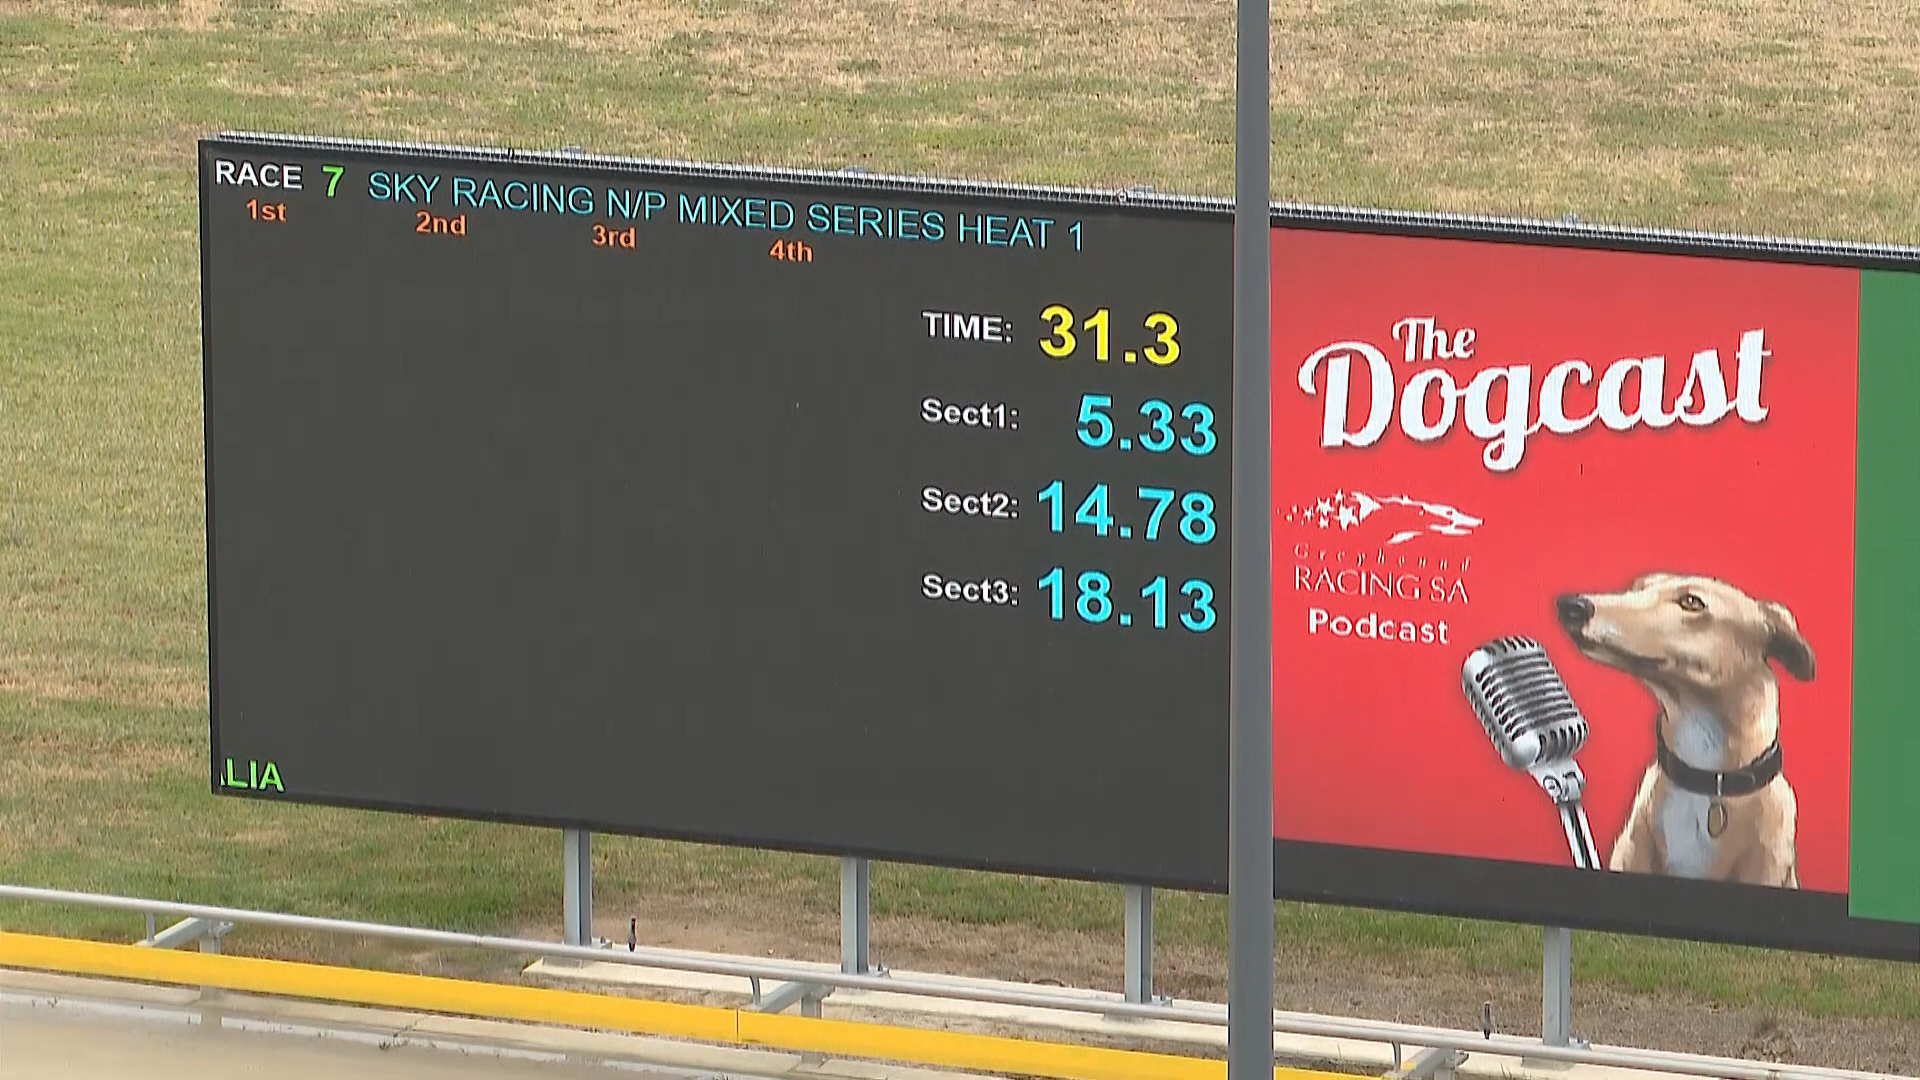 RACE 7 SKY RACING N/P MIXED SERIES HEAT 1
1st 2nd 3rd 4th
TIME: 31.3
Sect1: 5.33
Sect2: 14.78
Sect3: 18.13
LIA
The
Dogcast
Greyhound
RACING SA
Podcast